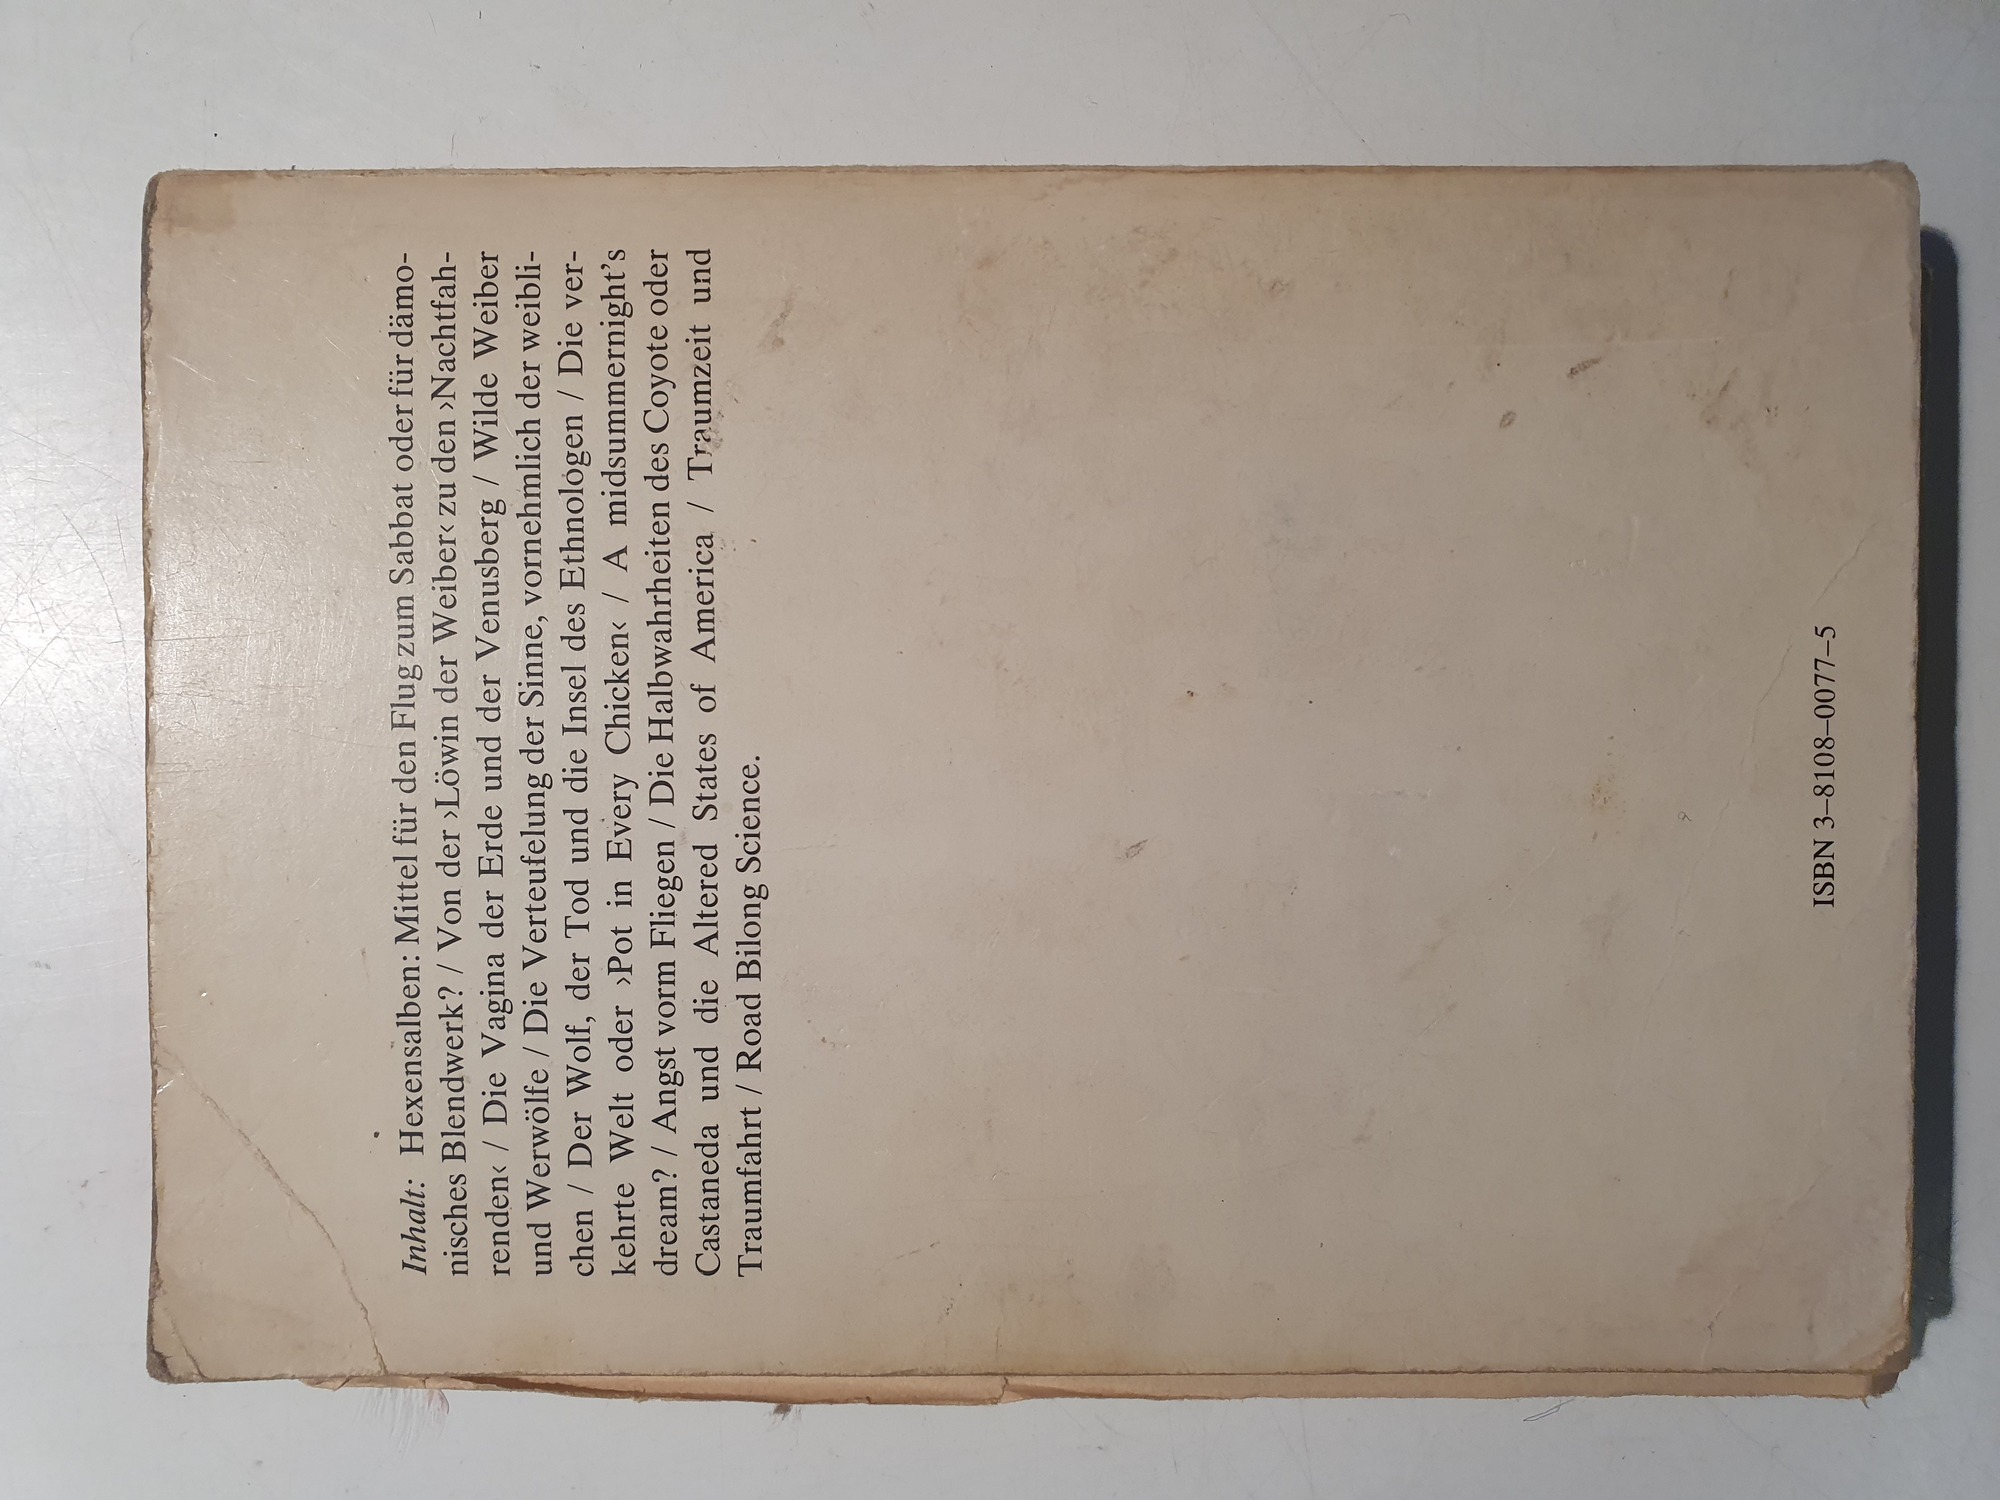 Inhalt: Hexensalben: Mittel für den Flug zum Sabbat oder für dämo-
nisches Blendwerk? / Von der ›Löwin der Weiber‹ zu den ›Nachtfah-
renden‹ / Die Vagina der Erde und der Venusberg / Wilde Weiber
und Werwölfe / Die Verteufelung der Sinne, vornehmlich der weibli-
chen / Der Wolf, der Tod und die Insel des Ethnologen / Die ver-
kehrte Welt oder ›Pot in Every Chicken‹ / A midsummernight's
dream? / Angst vorm Fliegen / Die Halbwahrheiten des Coyote oder
Castaneda und die Altered States of America / Traumzeit und
Traumfahrt / Road Bilong Science.
ISBN 3–8108–0077–5